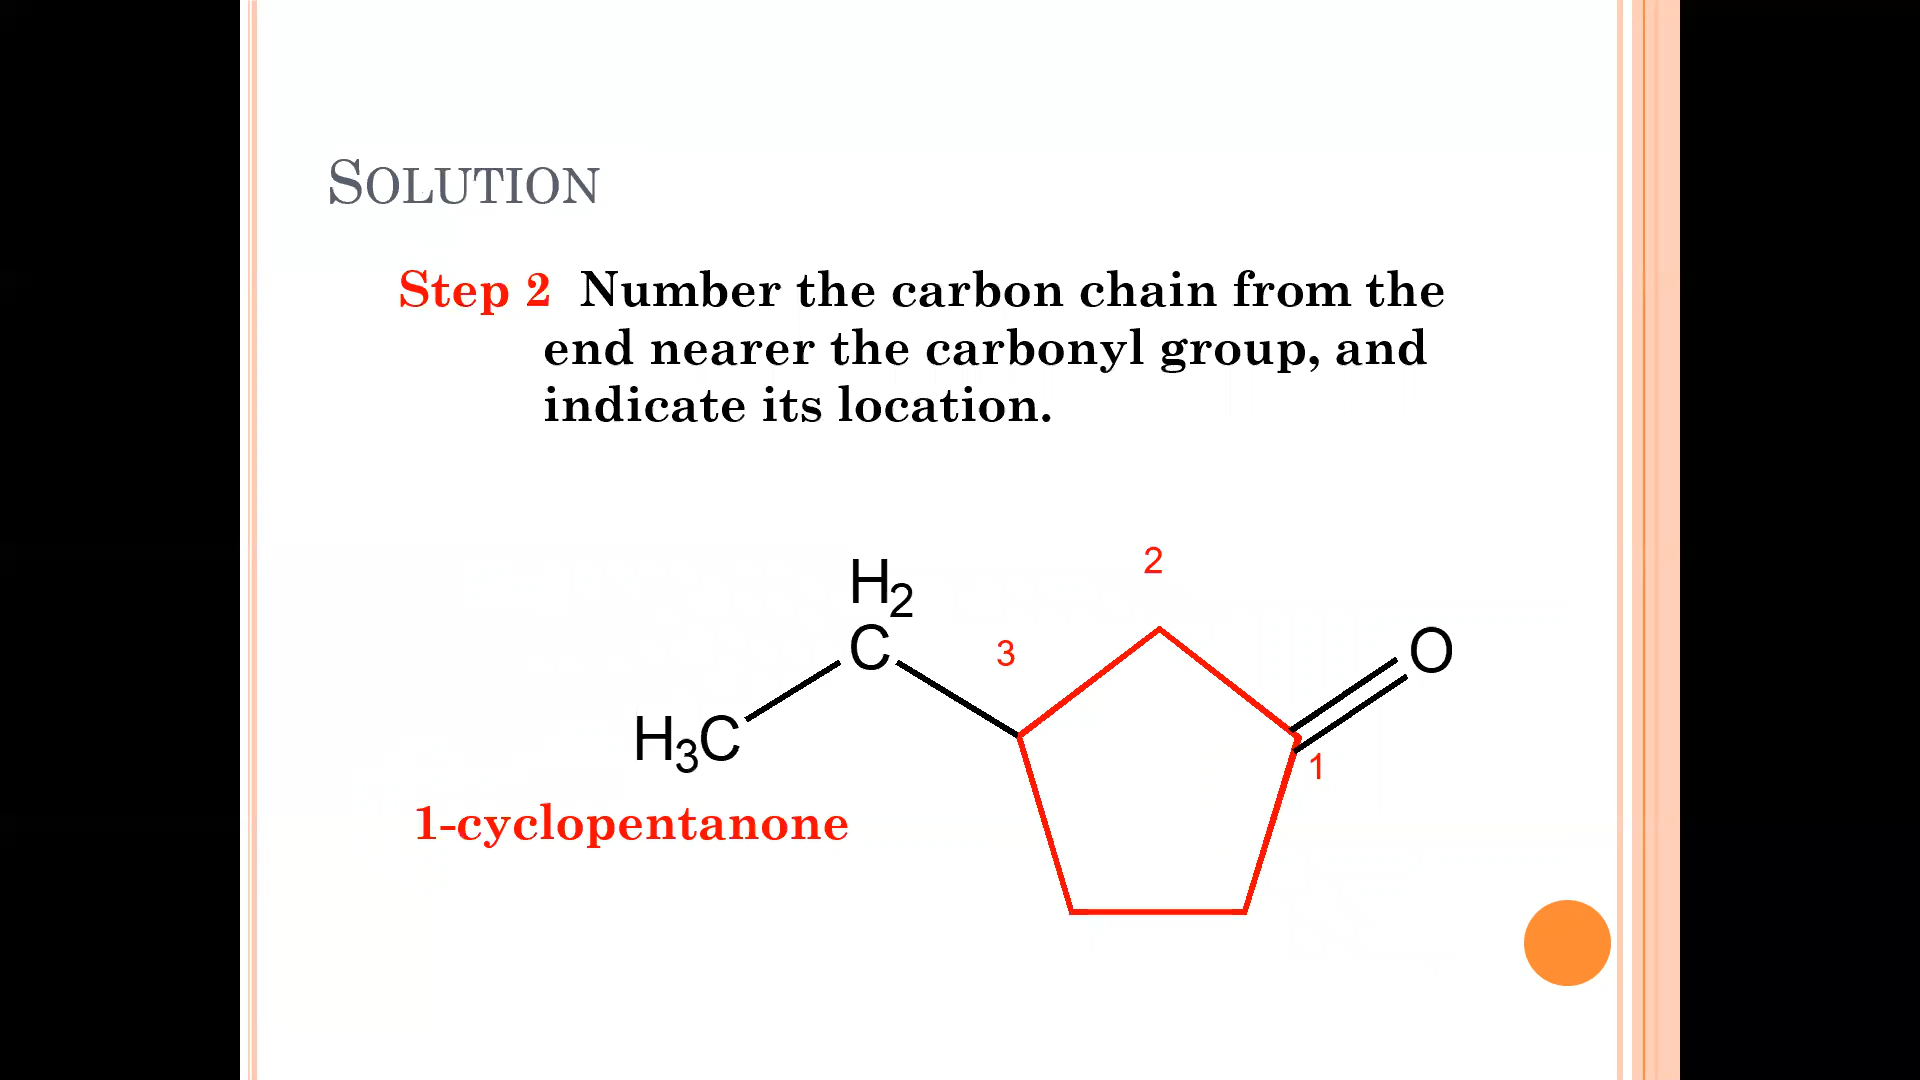 SOLUTION
Step 2 Number the carbon chain from the
end nearer the carbonyl group, and
indicate its location.
2
H2
3
C
O
H3C
1
1-cyclopentanone